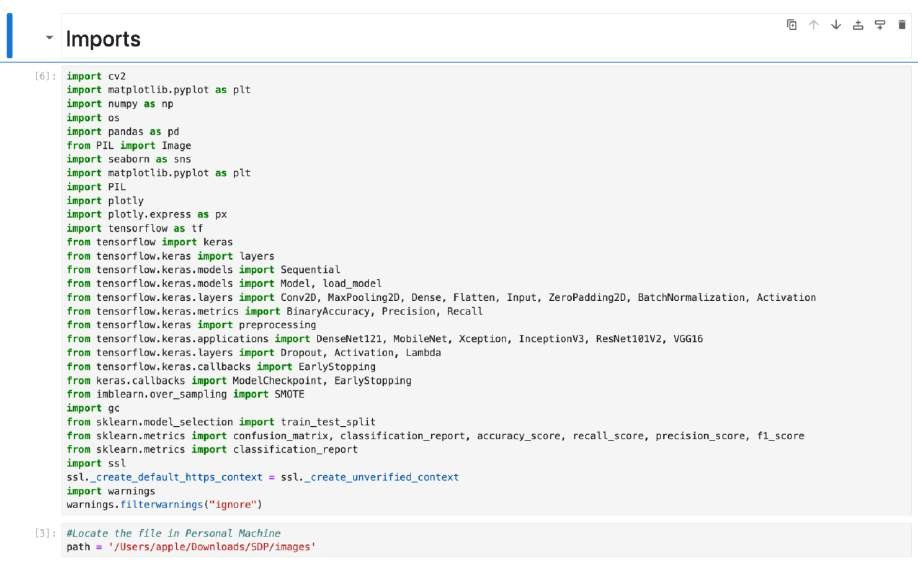 Imports
[6]:
import cv2
import matplotlib.pyplot as plt
import numpy as np
import os
import pandas as pd
from PIL import Image
import seaborn as sns
import matplotlib.pyplot as plt
import PIL
import plotly
import plotly.express as px
import tensorflow as tf
from tensorflow import keras
from tensorflow.keras import layers
from tensorflow.keras.models import Sequential
from tensorflow.keras.models import Model, load_model
from tensorflow.keras.layers import Conv2D, MaxPooling2D, Dense, Flatten, Input, ZeroPadding2D, BatchNormalization, Activation
from tensorflow.keras.metrics import BinaryAccuracy, Precision, Recall
from tensorflow.keras import preprocessing
from tensorflow.keras.applications import DenseNet121, MobileNet, Xception, InceptionV3, ResNet101V2, VGG16
from tensorflow.keras.layers import Dropout, Activation, Lambda
from tensorflow.keras.callbacks import EarlyStopping
from keras.callbacks import ModelCheckpoint, EarlyStopping
from imblearn.over_sampling import SMOTE
import gc
from sklearn.model_selection import train_test_split
from sklearn.metrics import confusion_matrix, classification_report, accuracy_score, recall_score, precision_score, f1_score
from sklearn.metrics import classification_report
import ssl
ssl._create_default_https_context = ssl._create_unverified_context
import warnings
warnings.filterwarnings("ignore")
[3]:
#Locate the file in Personal Machine
path = '/Users/apple/Downloads/SDP/images'